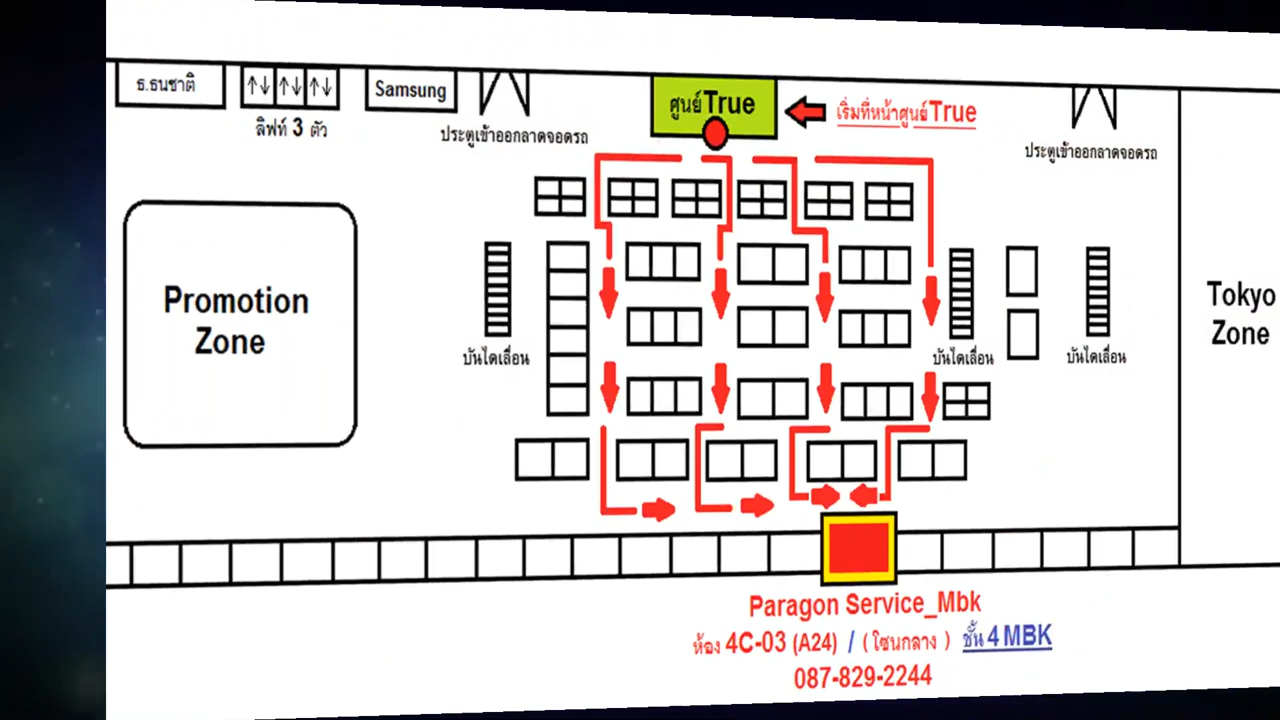 ธ.ธนชาติ
ลิฟท์ 3 ตัว
Samsung
ประตูเข้าออกลาดจอดรถ
ศูนย์True
เริ่มที่หน้าศูนย์True
ประตูเข้าออกลาดจอดรถ
Promotion
Zone
บันไดเลื่อน
บันไดเลื่อน
บันไดเลื่อน
Tokyo
Zone
Paragon Service_Mbk
ห้อง 4C-03 (A24) / ( โซนกลาง ) ชั้น 4 MBK
087-829-2244